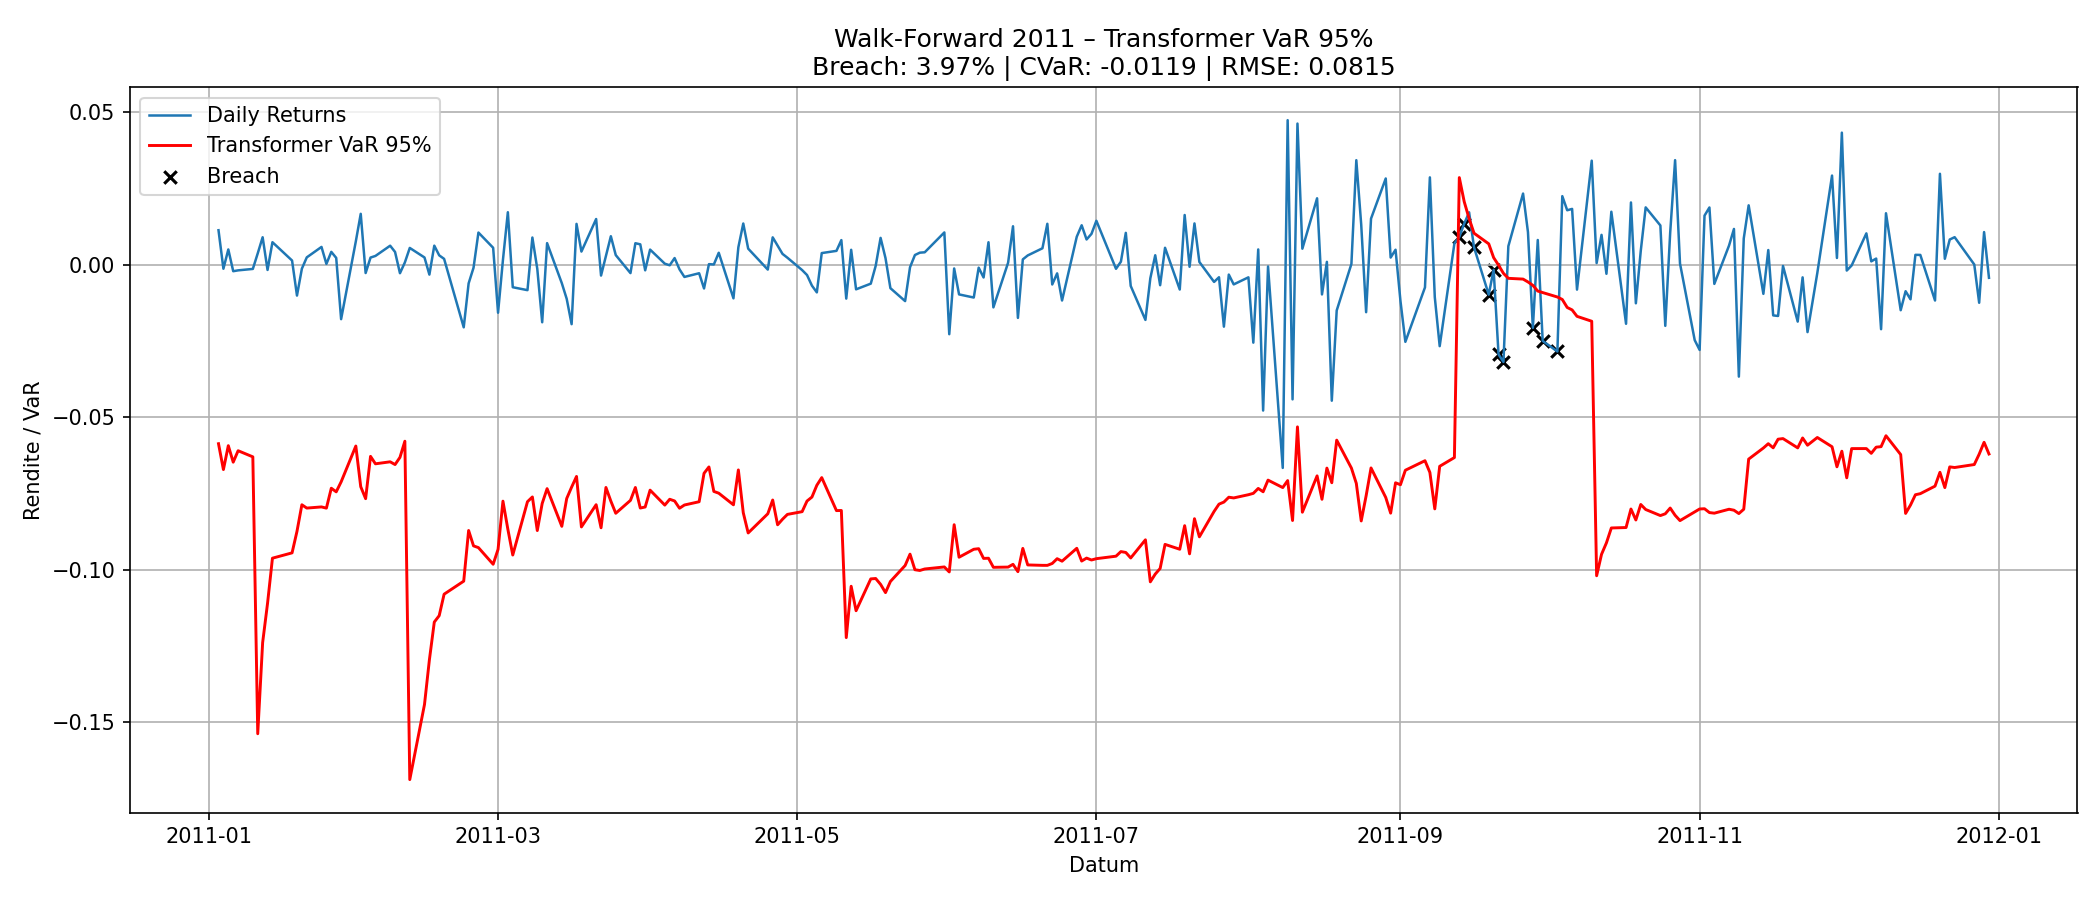 Walk-Forward 2011 – Transformer VaR 95%
Breach: 3.97% | CVaR: -0.0119 | RMSE: 0.0815
Daily Returns
Transformer VaR 95%
Breach
0.05
0.00
−0.05
−0.10
−0.15
Rendite / VaR
2011-01
2011-03
2011-05
2011-07
2011-09
2011-11
2012-01
Datum